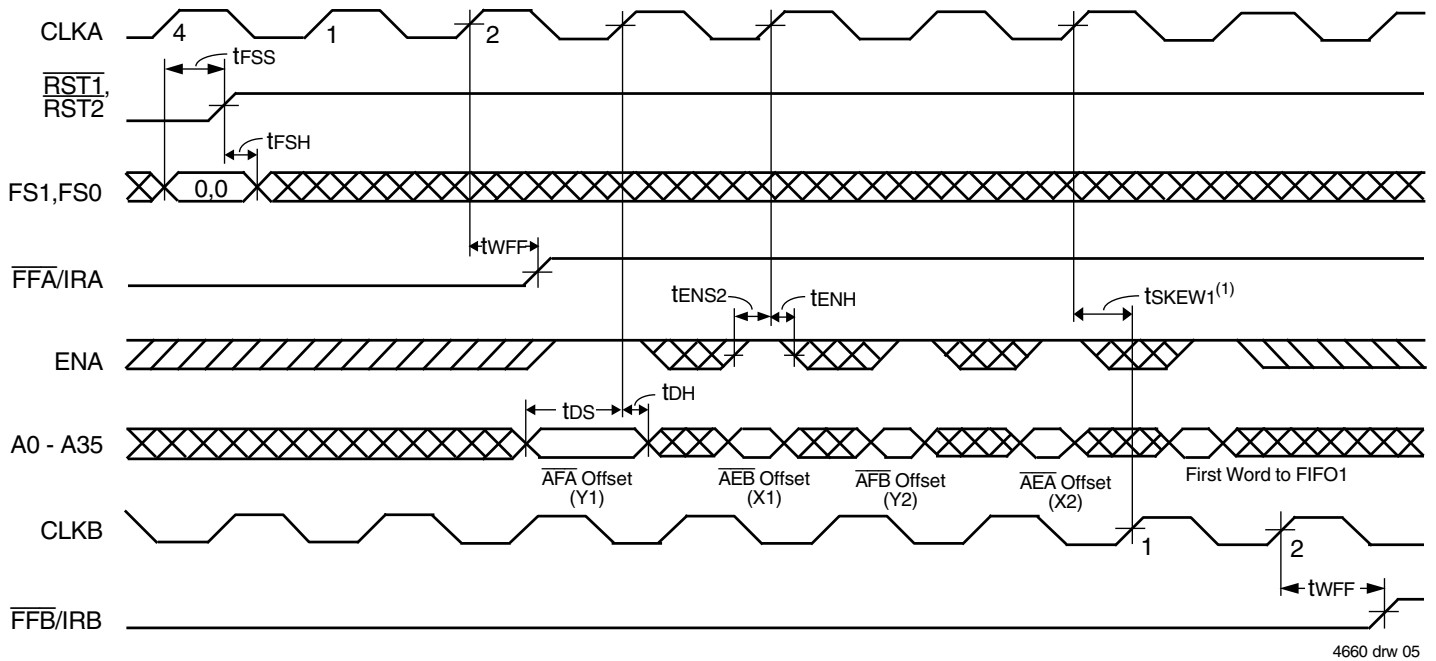 CLKA 4 1 2
tFSS
RST1,
RST2
tFSH
FS1,FS0 0,0
tWFF
FFA/IRA
tENS2 tENH tSKEW1(1)
ENA
tDS tDH
A0 - A35
AFA Offset
(Y1)
AEB Offset
(X1)
AFB Offset
(Y2)
AEA Offset
(X2)
First Word to FIFO1
CLKB 1 2
tWFF
FFB/IRB
4660 drw 05